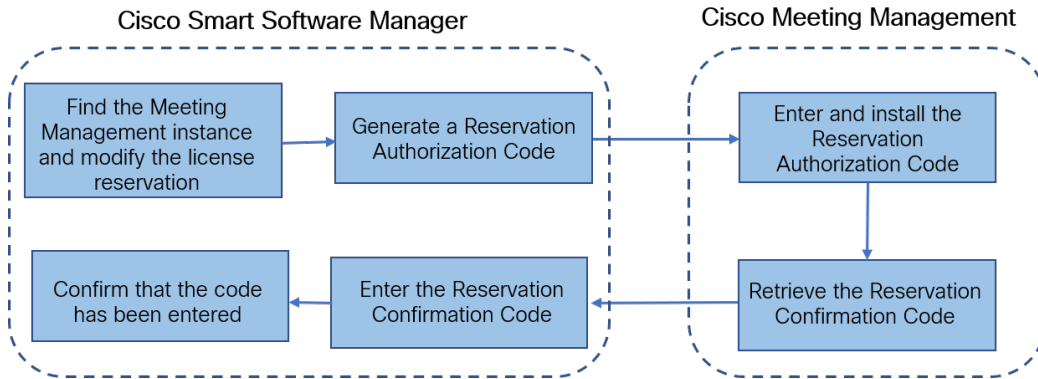 Cisco Smart Software Manager
Cisco Meeting Management
Find the Meeting
Management instance
and modify the license
reservation
Generate a Reservation
Authorization Code
Enter and install the
Reservation
Authorization Code
Retrieve the Reservation
Confirmation Code
Enter the Reservation
Confirmation Code
Confirm that the code
has been entered